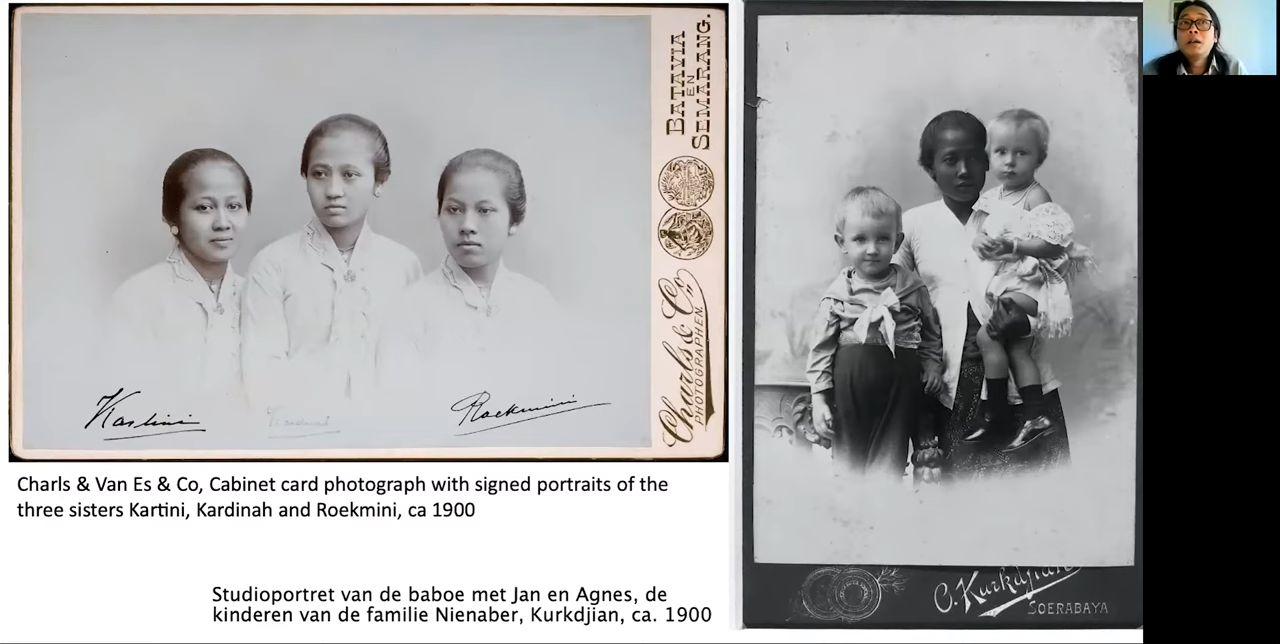 BATAVIA
EN
SEMARANG.
Charls & Co
PHOTOGRAPHEN.
Kartini
Roekmini
Charls & Van Es & Co, Cabinet card photograph with signed portraits of the
three sisters Kartini, Kardinah and Roekmini, ca 1900
Studioportret van de baboe met Jan en Agnes, de
kinderen van de familie Nienaber, Kurkdjian, ca. 1900
C. Kurkdjian
SOERABAYA